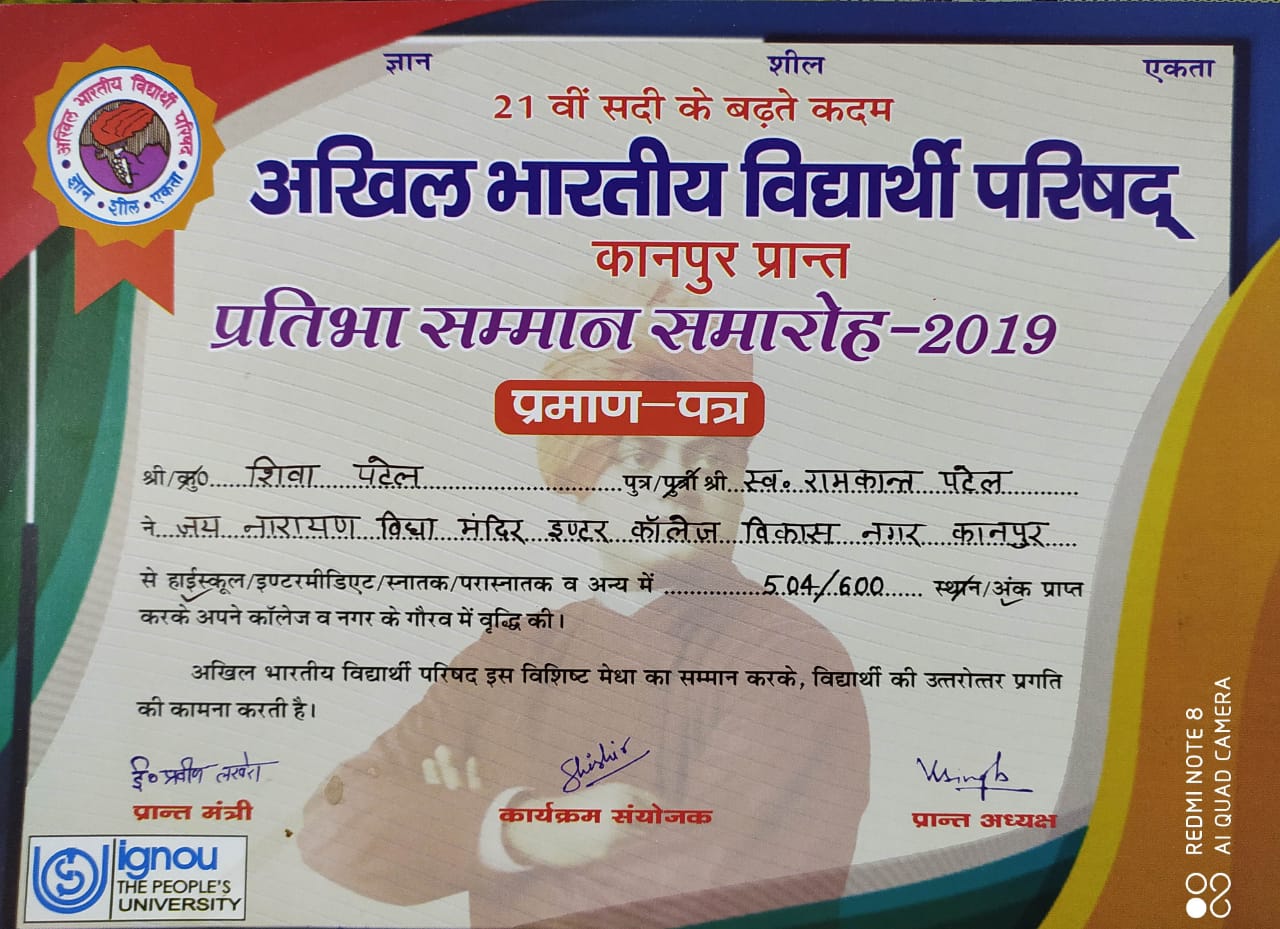 ज्ञान शील एकता
21 वीं सदी के बढ़ते कदम
अखिल भारतीय विद्यार्थी परिषद्
अखिल भारतीय विद्यार्थी परिषद
ज्ञान • शील • एकता
कानपुर प्रान्त
प्रतिभा सम्मान समारोह-2019
प्रमाण-पत्र
श्री/कु0 शिवा पटेल पुत्र/पुत्री श्री स्व॰ रामकान्त पटेल
ने जय नारायण विद्या मंदिर इण्टर कॉलेज विकास नगर कानपुर
से हाईस्कूल/इण्टरमीडिएट/स्नातक/परास्नातक व अन्य में 504/600 स्थान/अंक प्राप्त
करके अपने कॉलेज व नगर के गौरव में वृद्धि की।
अखिल भारतीय विद्यार्थी परिषद इस विशिष्ट मेधा का सम्मान करके, विद्यार्थी की उत्तरोत्तर प्रगति
की कामना करती है।
इं० प्रवीण Shishir VSingh
प्रान्त मंत्री कार्यक्रम संयोजक प्रान्त अध्यक्ष
ignou
THE PEOPLE'S
UNIVERSITY
REDMI NOTE 8
AI QUAD CAMERA